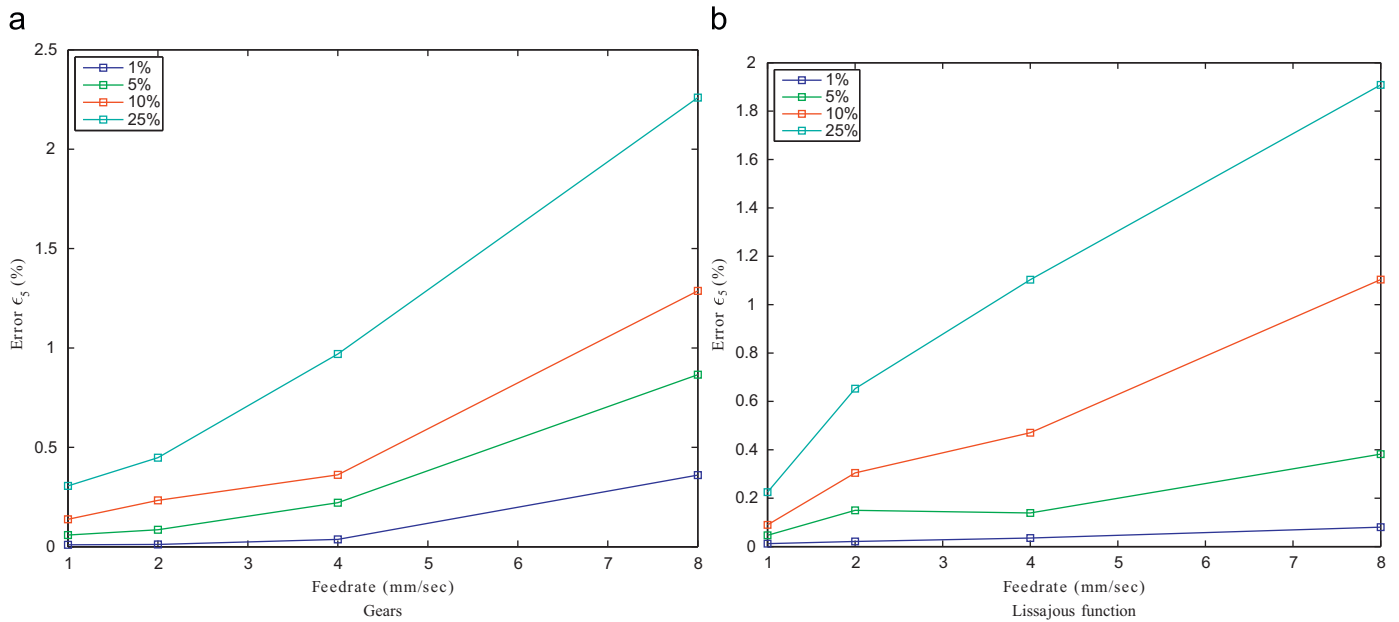 a
2.5
2
1.5
1
0.5
0
1%
5%
10%
25%
Error ϵ5 (%)
1 2 3 4 5 6 7 8
Feedrate (mm/sec)
Gears
b
2
1.8
1.6
1.4
1.2
1
0.8
0.6
0.4
0.2
0
1%
5%
10%
25%
Error ϵ5 (%)
1 2 3 4 5 6 7 8
Feedrate (mm/sec)
Lissajous function